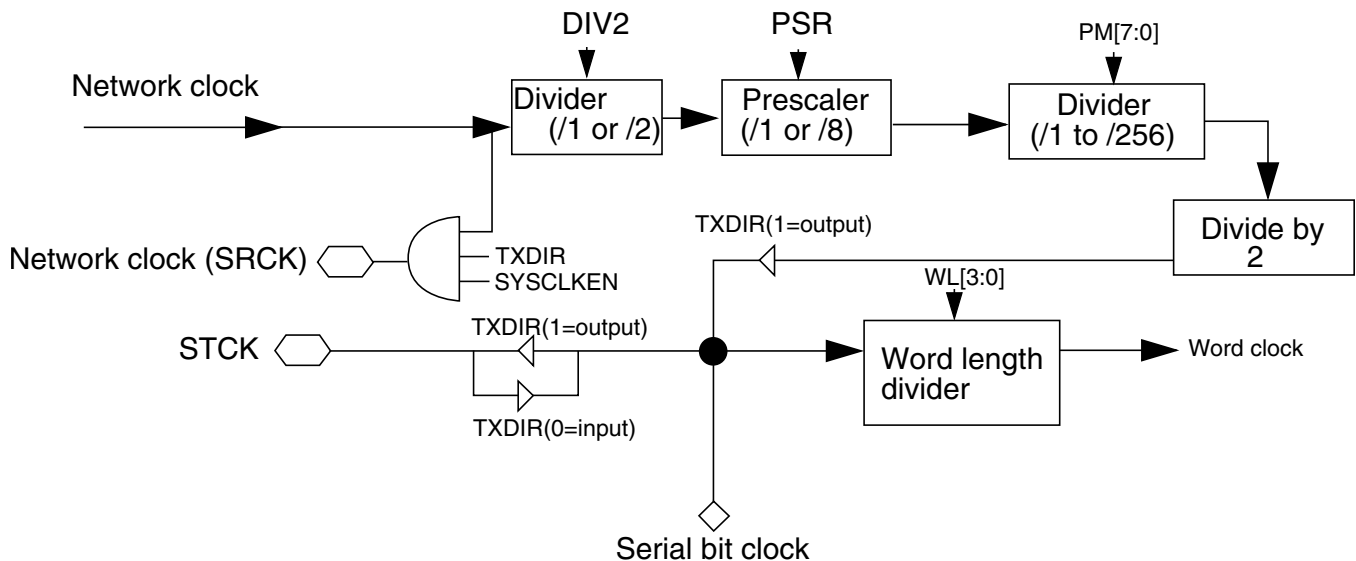 DIV2
PSR
PM[7:0]
Network clock
Divider
(/1 or /2)
Prescaler
(/1 or /8)
Divider
(/1 to /256)
TXDIR(1=output)
Divide by
2
Network clock (SRCK)
TXDIR
SYSCLKEN
WL[3:0]
TXDIR(1=output)
STCK
Word length
divider
Word clock
TXDIR(0=input)
Serial bit clock